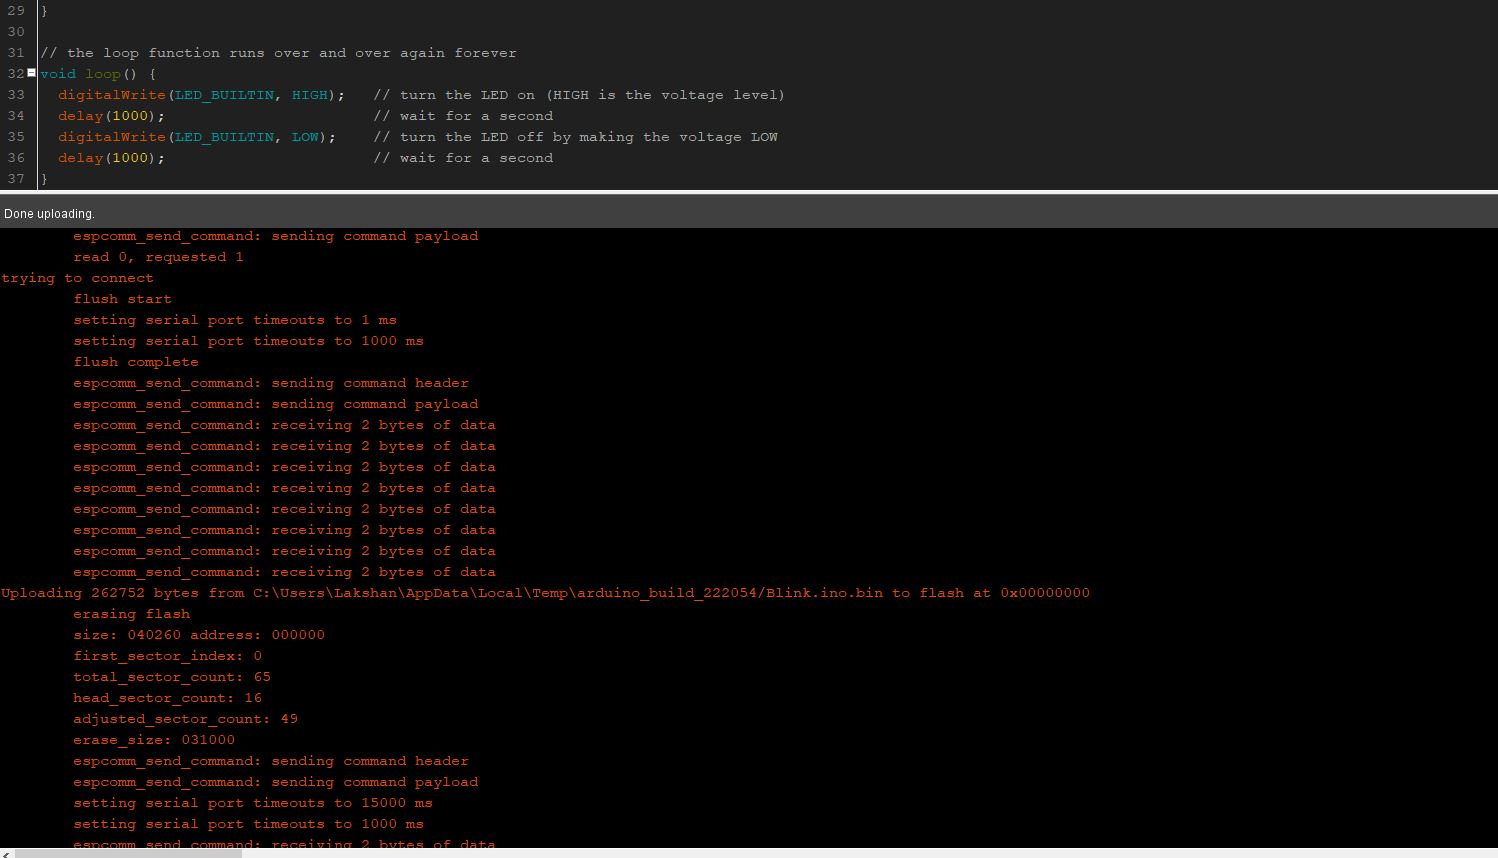 29 }
30
31 // the loop function runs over and over again forever
32 void loop() {
33   digitalWrite(LED_BUILTIN, HIGH);   // turn the LED on (HIGH is the voltage level)
34   delay(1000);                       // wait for a second
35   digitalWrite(LED_BUILTIN, LOW);    // turn the LED off by making the voltage LOW
36   delay(1000);                       // wait for a second
37 }
Done uploading.
        espcomm_send_command: sending command payload
        read 0, requested 1
trying to connect
        flush start
        setting serial port timeouts to 1 ms
        setting serial port timeouts to 1000 ms
        flush complete
        espcomm_send_command: sending command header
        espcomm_send_command: sending command payload
        espcomm_send_command: receiving 2 bytes of data
        espcomm_send_command: receiving 2 bytes of data
        espcomm_send_command: receiving 2 bytes of data
        espcomm_send_command: receiving 2 bytes of data
        espcomm_send_command: receiving 2 bytes of data
        espcomm_send_command: receiving 2 bytes of data
        espcomm_send_command: receiving 2 bytes of data
        espcomm_send_command: receiving 2 bytes of data
Uploading 262752 bytes from C:\Users\Lakshan\AppData\Local\Temp\arduino_build_222054/Blink.ino.bin to flash at 0x00000000
        erasing flash
        size: 040260 address: 000000
        first_sector_index: 0
        total_sector_count: 65
        head_sector_count: 16
        adjusted_sector_count: 49
        erase_size: 031000
        espcomm_send_command: sending command header
        espcomm_send_command: sending command payload
        setting serial port timeouts to 15000 ms
        setting serial port timeouts to 1000 ms
        espcomm_send_command: receiving 2 bytes of data